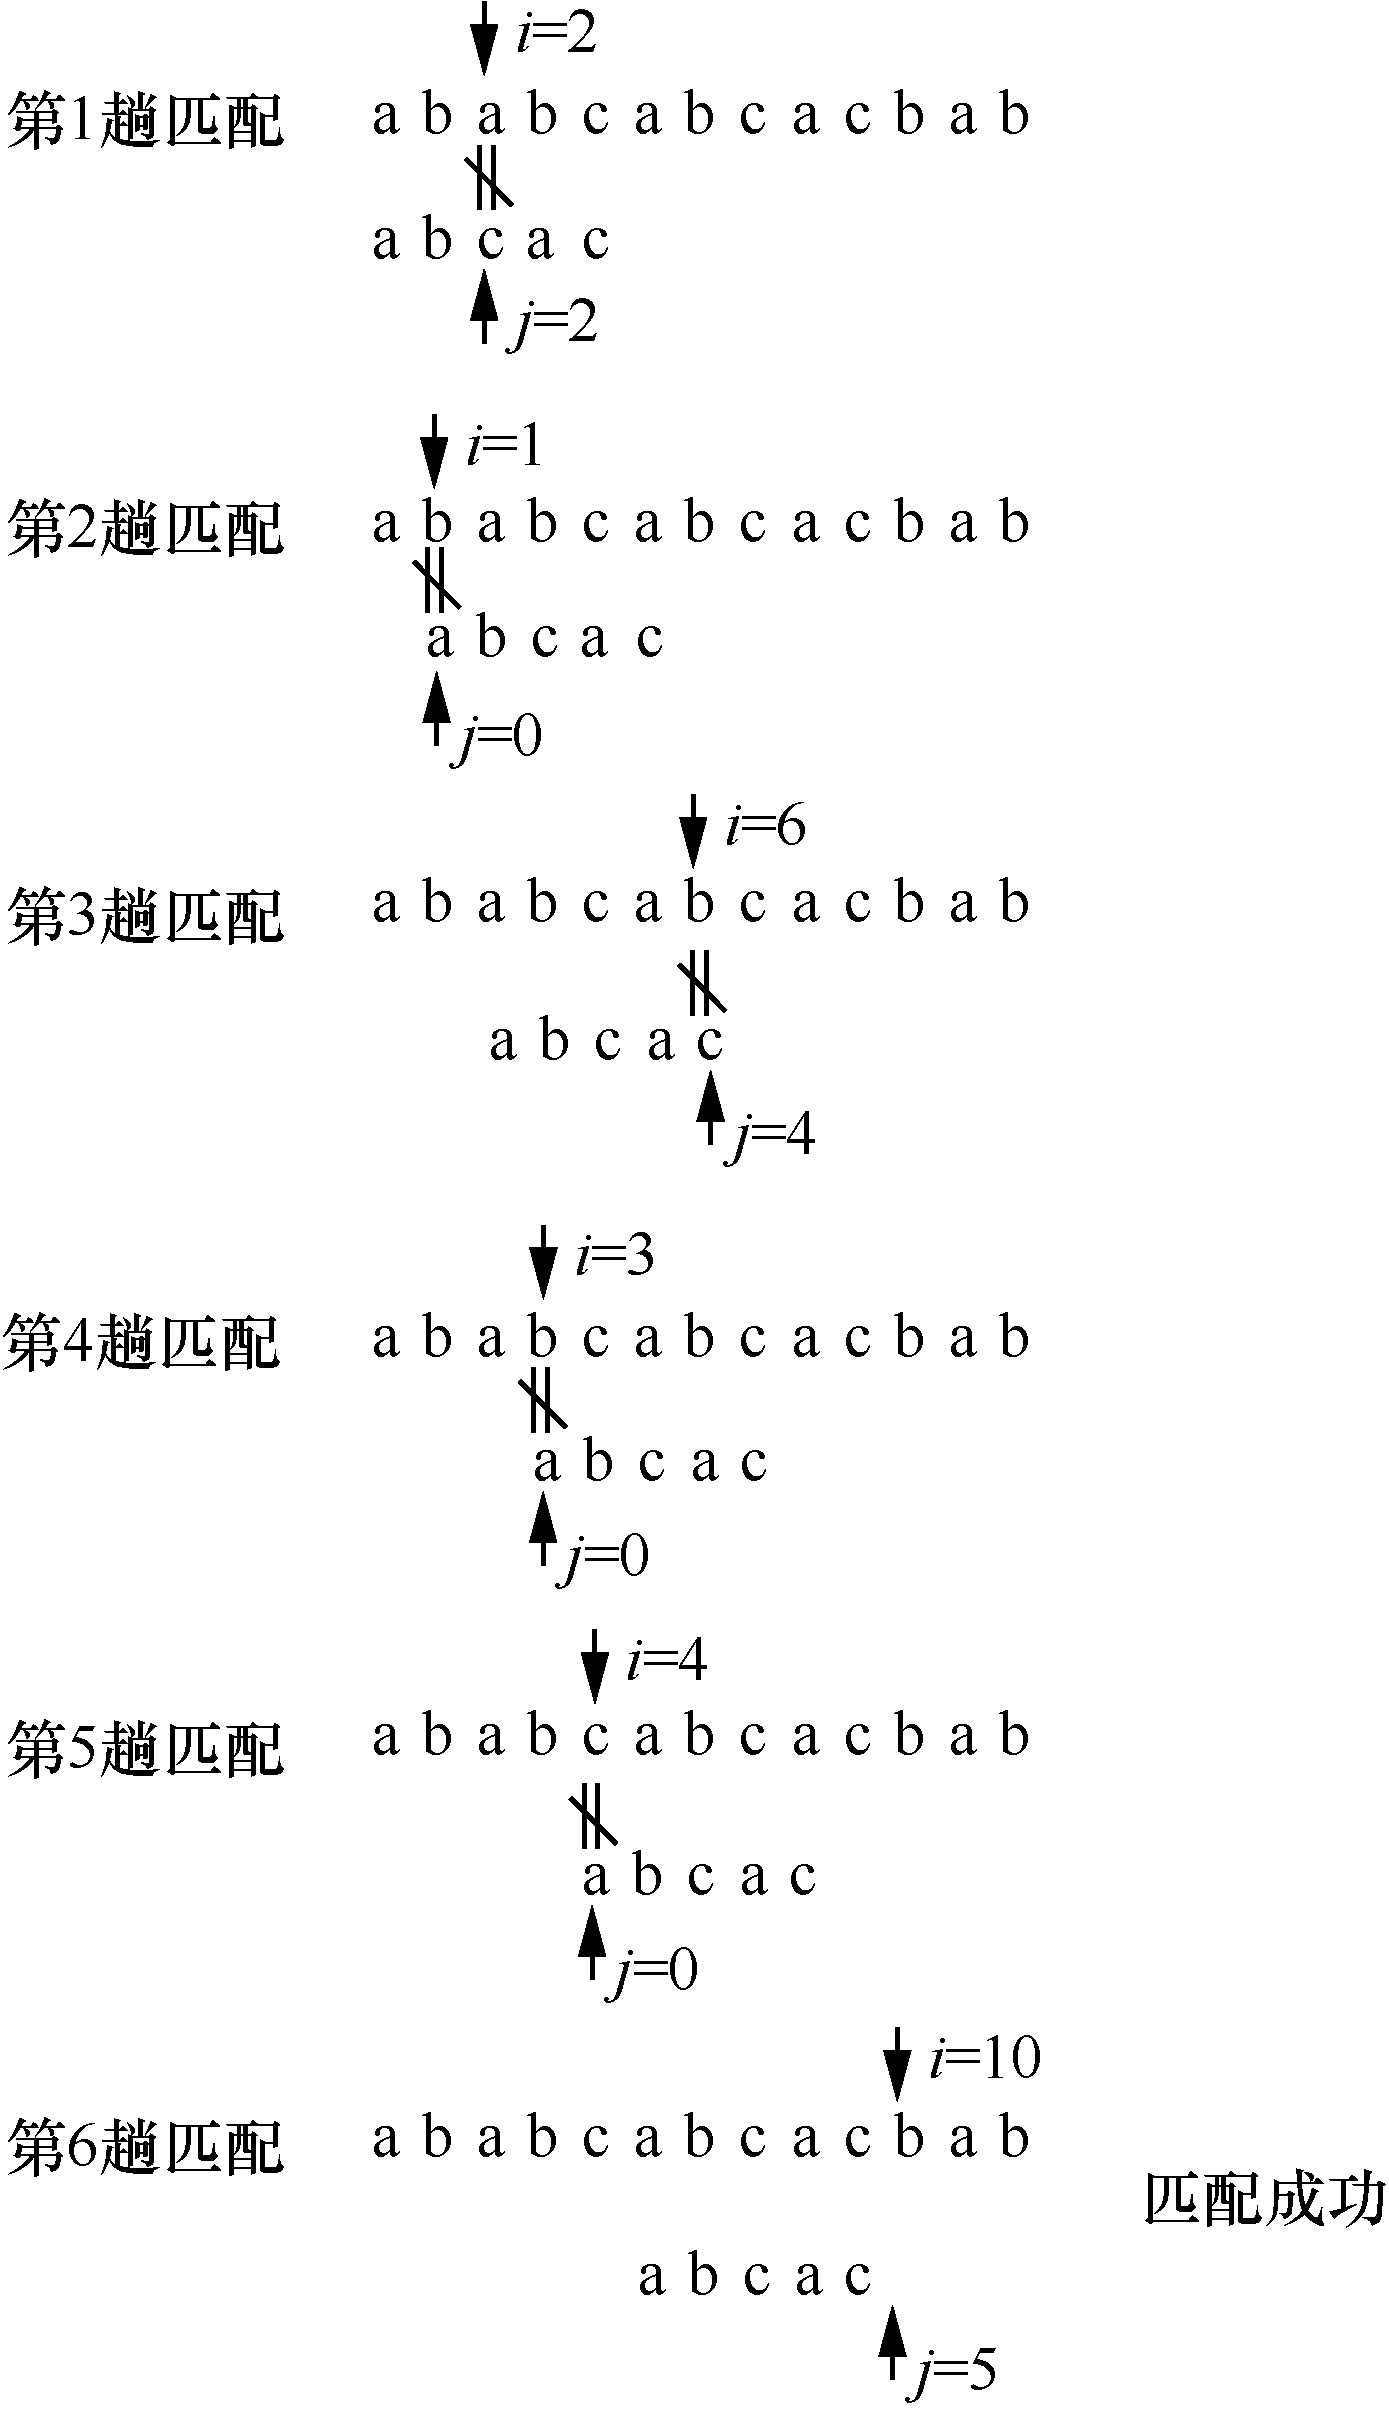 i=2
第1趟匹配 a b a b c a b c a c b a b
a b c a c
j=2
i=1
第2趟匹配 a b a b c a b c a c b a b
a b c a c
j=0
i=6
第3趟匹配 a b a b c a b c a c b a b
a b c a c
j=4
i=3
第4趟匹配 a b a b c a b c a c b a b
a b c a c
j=0
i=4
第5趟匹配 a b a b c a b c a c b a b
a b c a c
j=0
i=10
第6趟匹配 a b a b c a b c a c b a b
匹配成功
a b c a c
j=5